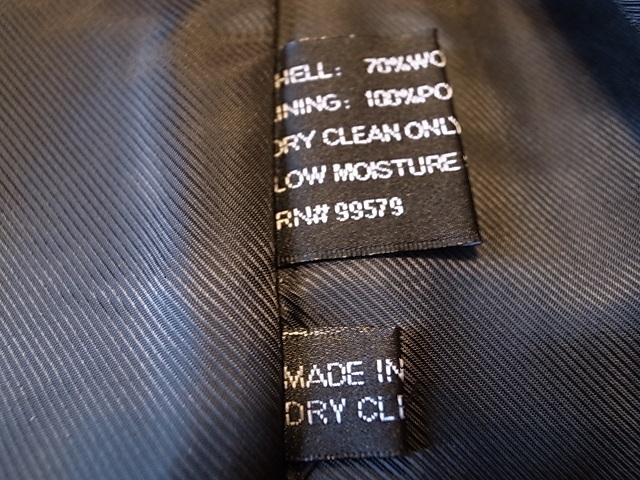 HELL: 70%WO
INING: 100%PO
DRY CLEAN ONLY
LOW MOISTURE
RN# 99579
MADE IN
DRY CL